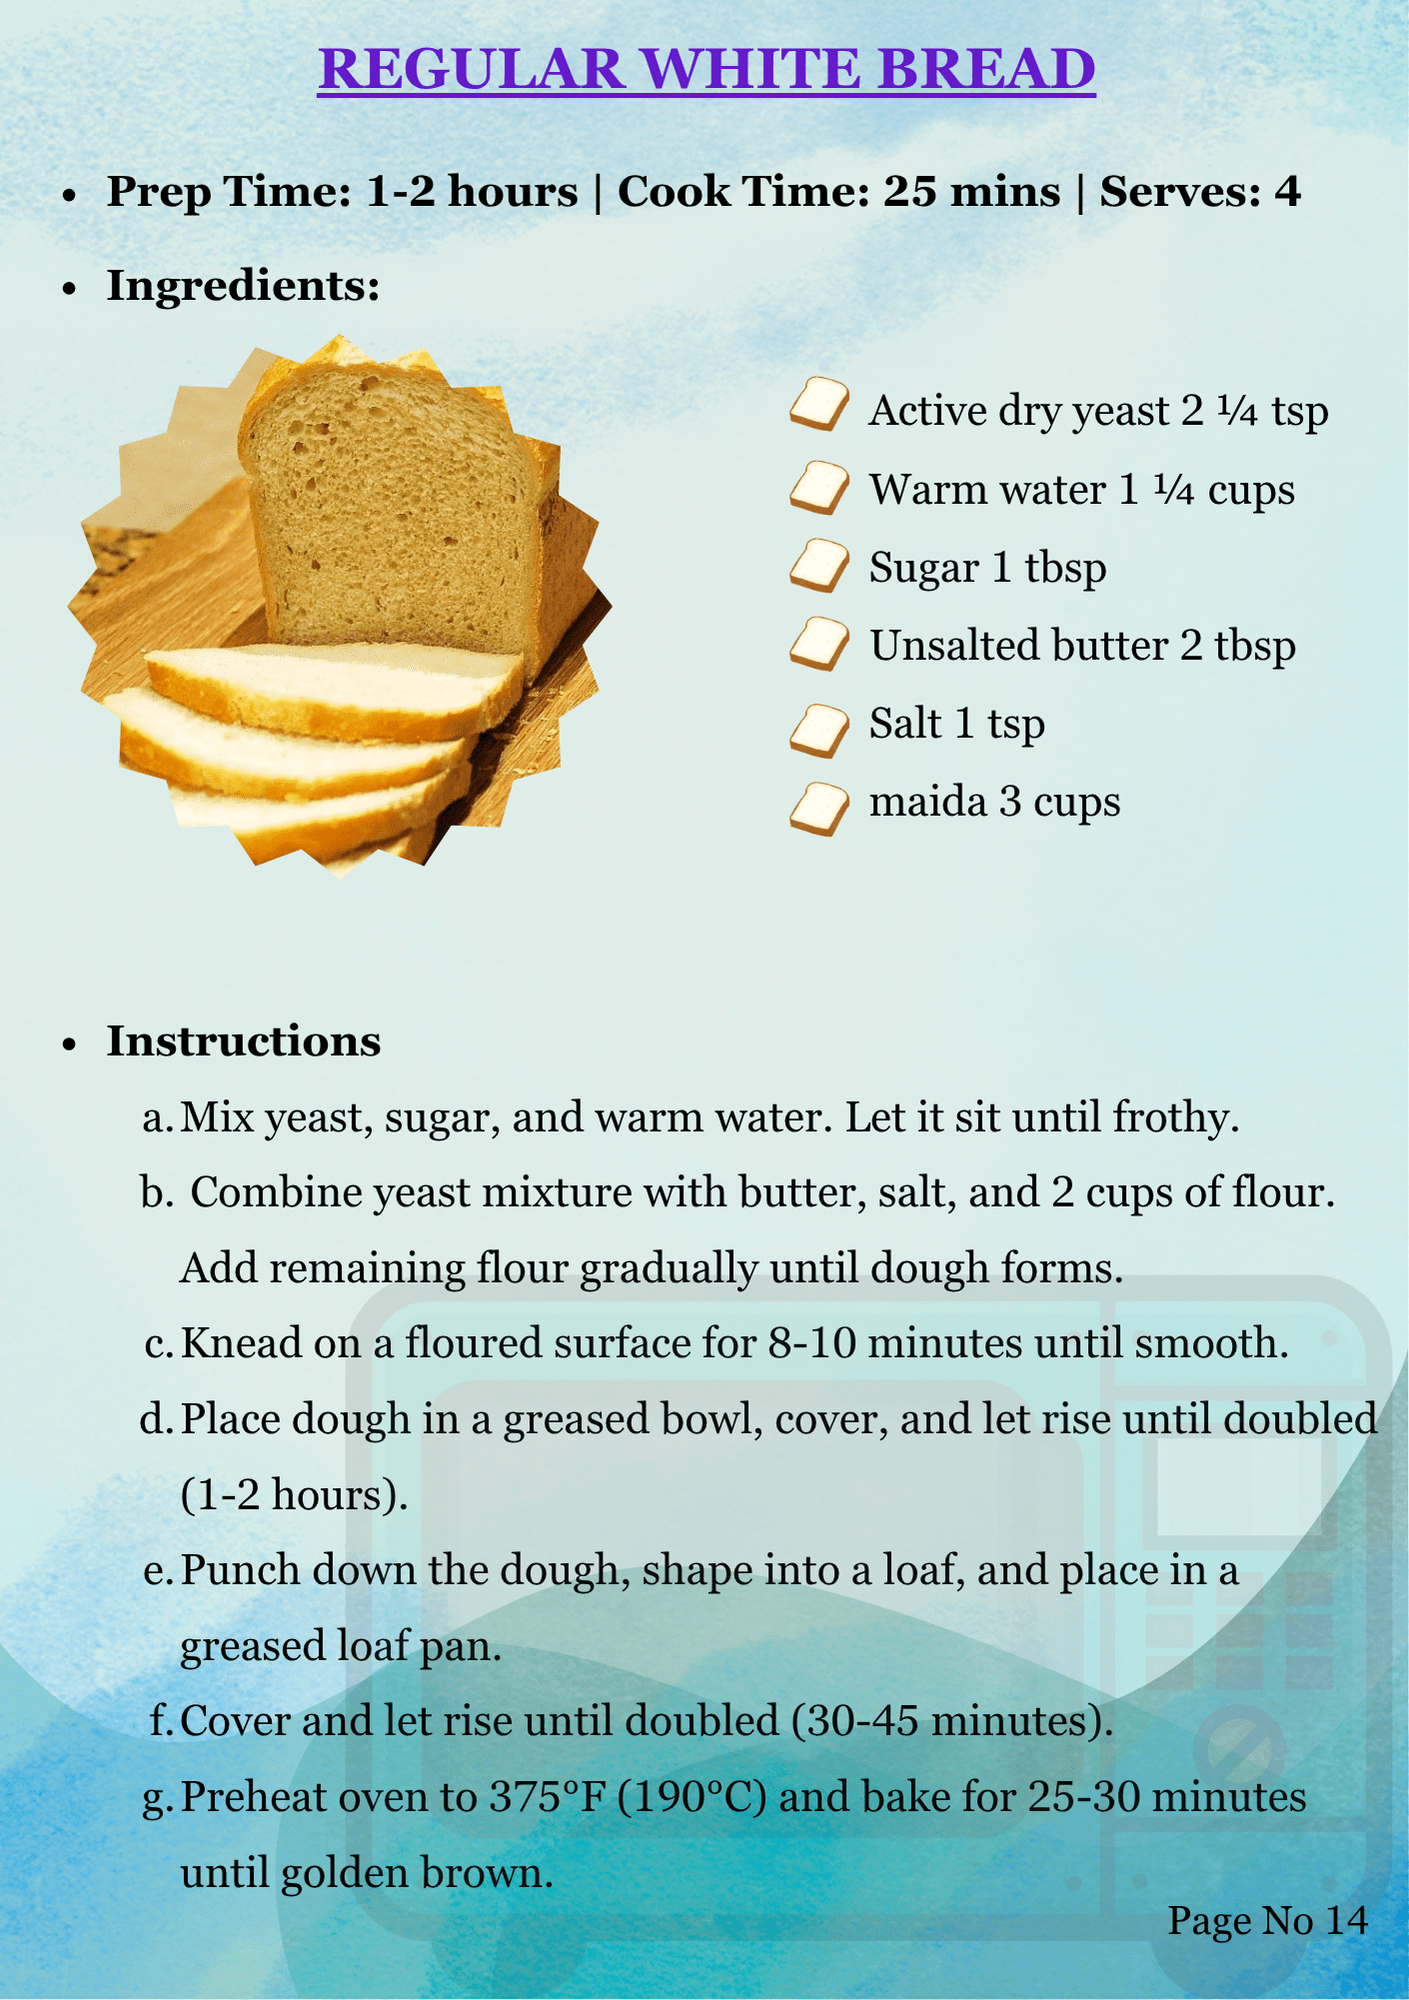 REGULAR WHITE BREAD
• Prep Time: 1-2 hours | Cook Time: 25 mins | Serves: 4
• Ingredients:
Active dry yeast 2 ¼ tsp
Warm water 1 ¼ cups
Sugar 1 tbsp
Unsalted butter 2 tbsp
Salt 1 tsp
maida 3 cups
• Instructions
a. Mix yeast, sugar, and warm water. Let it sit until frothy.
b. Combine yeast mixture with butter, salt, and 2 cups of flour.
Add remaining flour gradually until dough forms.
c. Knead on a floured surface for 8-10 minutes until smooth.
d. Place dough in a greased bowl, cover, and let rise until doubled
(1-2 hours).
e. Punch down the dough, shape into a loaf, and place in a
greased loaf pan.
f. Cover and let rise until doubled (30-45 minutes).
g. Preheat oven to 375°F (190°C) and bake for 25-30 minutes
until golden brown.
Page No 14